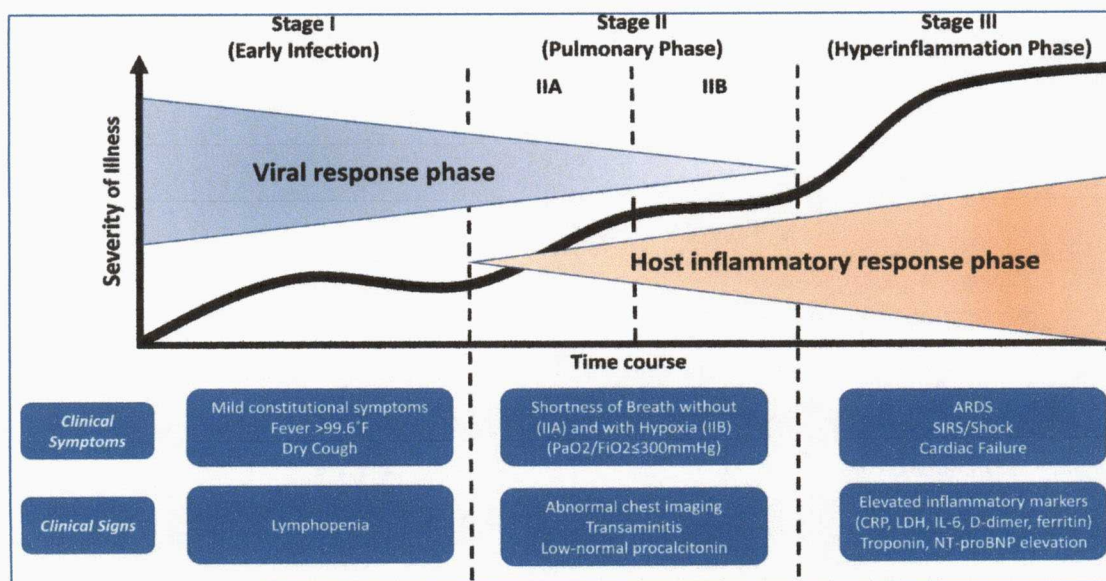 Stage I
(Early Infection)
Stage II
(Pulmonary Phase)
Stage III
(Hyperinflammation Phase)
IIA
IIB
Severity of Illness
Viral response phase
Host inflammatory response phase
Time course
Clinical
Symptoms
Mild constitutional symptoms
Fever >99.6°F
Dry Cough
Shortness of Breath without
(IIA) and with Hypoxia (IIB)
(PaO2/FiO2≤300mmHg)
ARDS
SIRS/Shock
Cardiac Failure
Clinical Signs
Lymphopenia
Abnormal chest imaging
Transaminitis
Low-normal procalcitonin
Elevated inflammatory markers
(CRP, LDH, IL-6, D-dimer, ferritin)
Troponin, NT-proBNP elevation